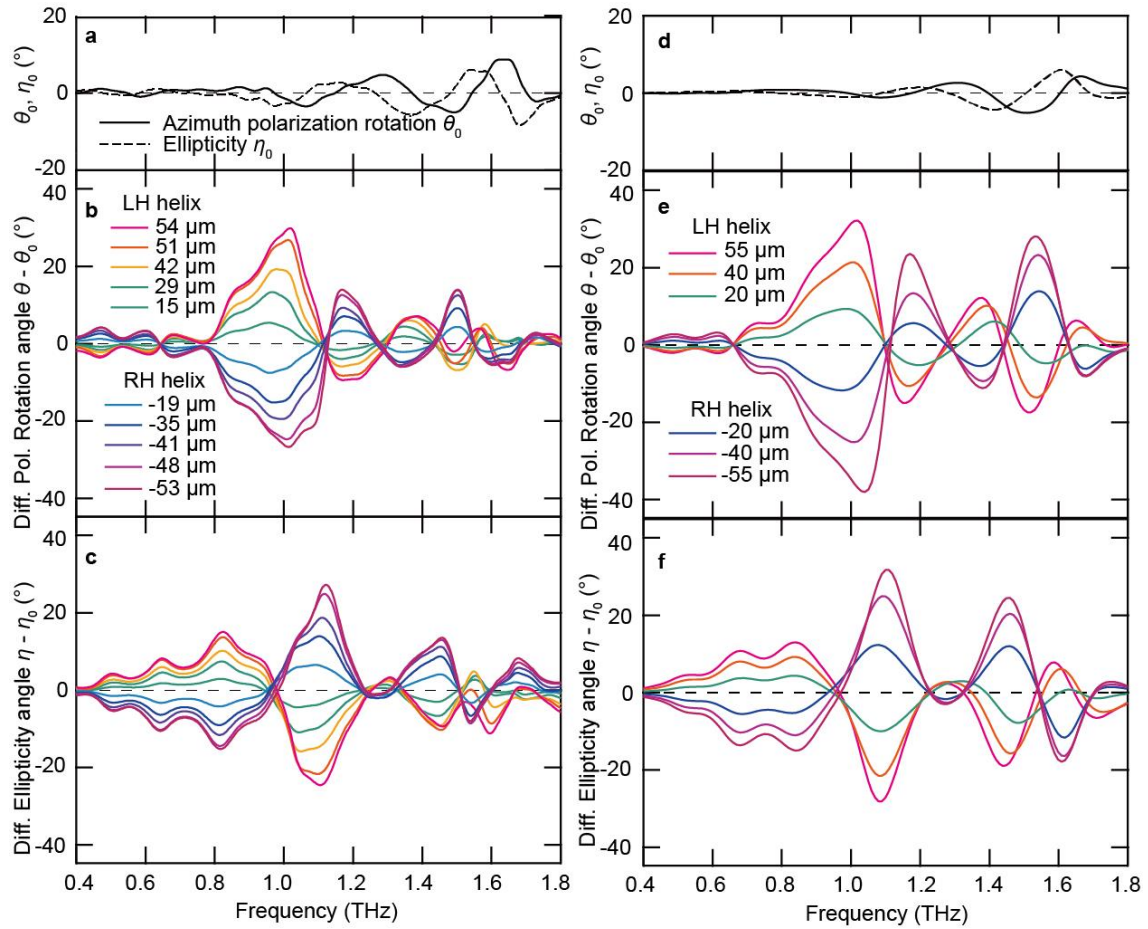 20
a
0
θ₀, η₀ (°)
Azimuth polarization rotation θ₀
Ellipticity η₀
-20
40
b
LH helix
54 µm
51 µm
42 µm
29 µm
15 µm
20
0
-20
-40
Diff. Pol. Rotation angle θ - θ₀ (°)
RH helix
-19 µm
-35 µm
-41 µm
-48 µm
-53 µm
40
c
20
0
-20
-40
Diff. Ellipticity angle η - η₀ (°)
0.4 0.6 0.8 1.0 1.2 1.4 1.6 1.8
Frequency (THz)
20
d
0
θ₀, η₀ (°)
-20
40
e
LH helix
55 µm
40 µm
20 µm
20
0
-20
-40
Diff. Pol. Rotation angle θ - θ₀ (°)
RH helix
-20 µm
-40 µm
-55 µm
40
f
20
0
-20
-40
Diff. Ellipticity angle η - η₀ (°)
0.4 0.6 0.8 1.0 1.2 1.4 1.6 1.8
Frequency (THz)